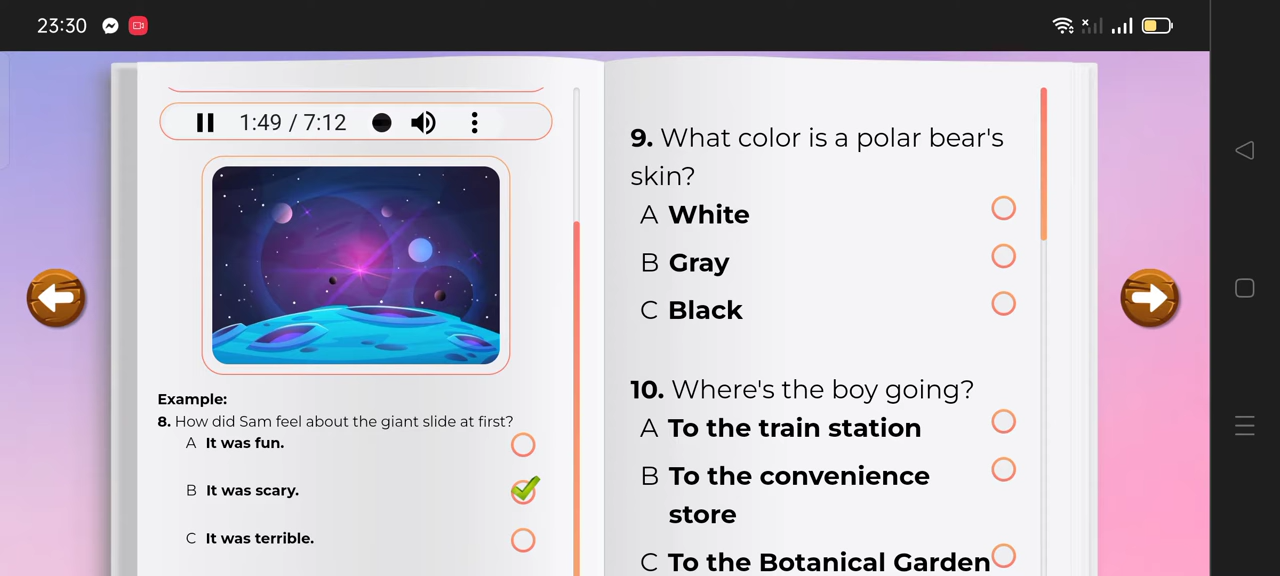 23:30
1:49 / 7:12
Example:
8. How did Sam feel about the giant slide at first?
A It was fun.
B It was scary.
C It was terrible.
9. What color is a polar bear's
skin?
A White
B Gray
C Black
10. Where's the boy going?
A To the train station
B To the convenience
store
C To the Botanical Garden